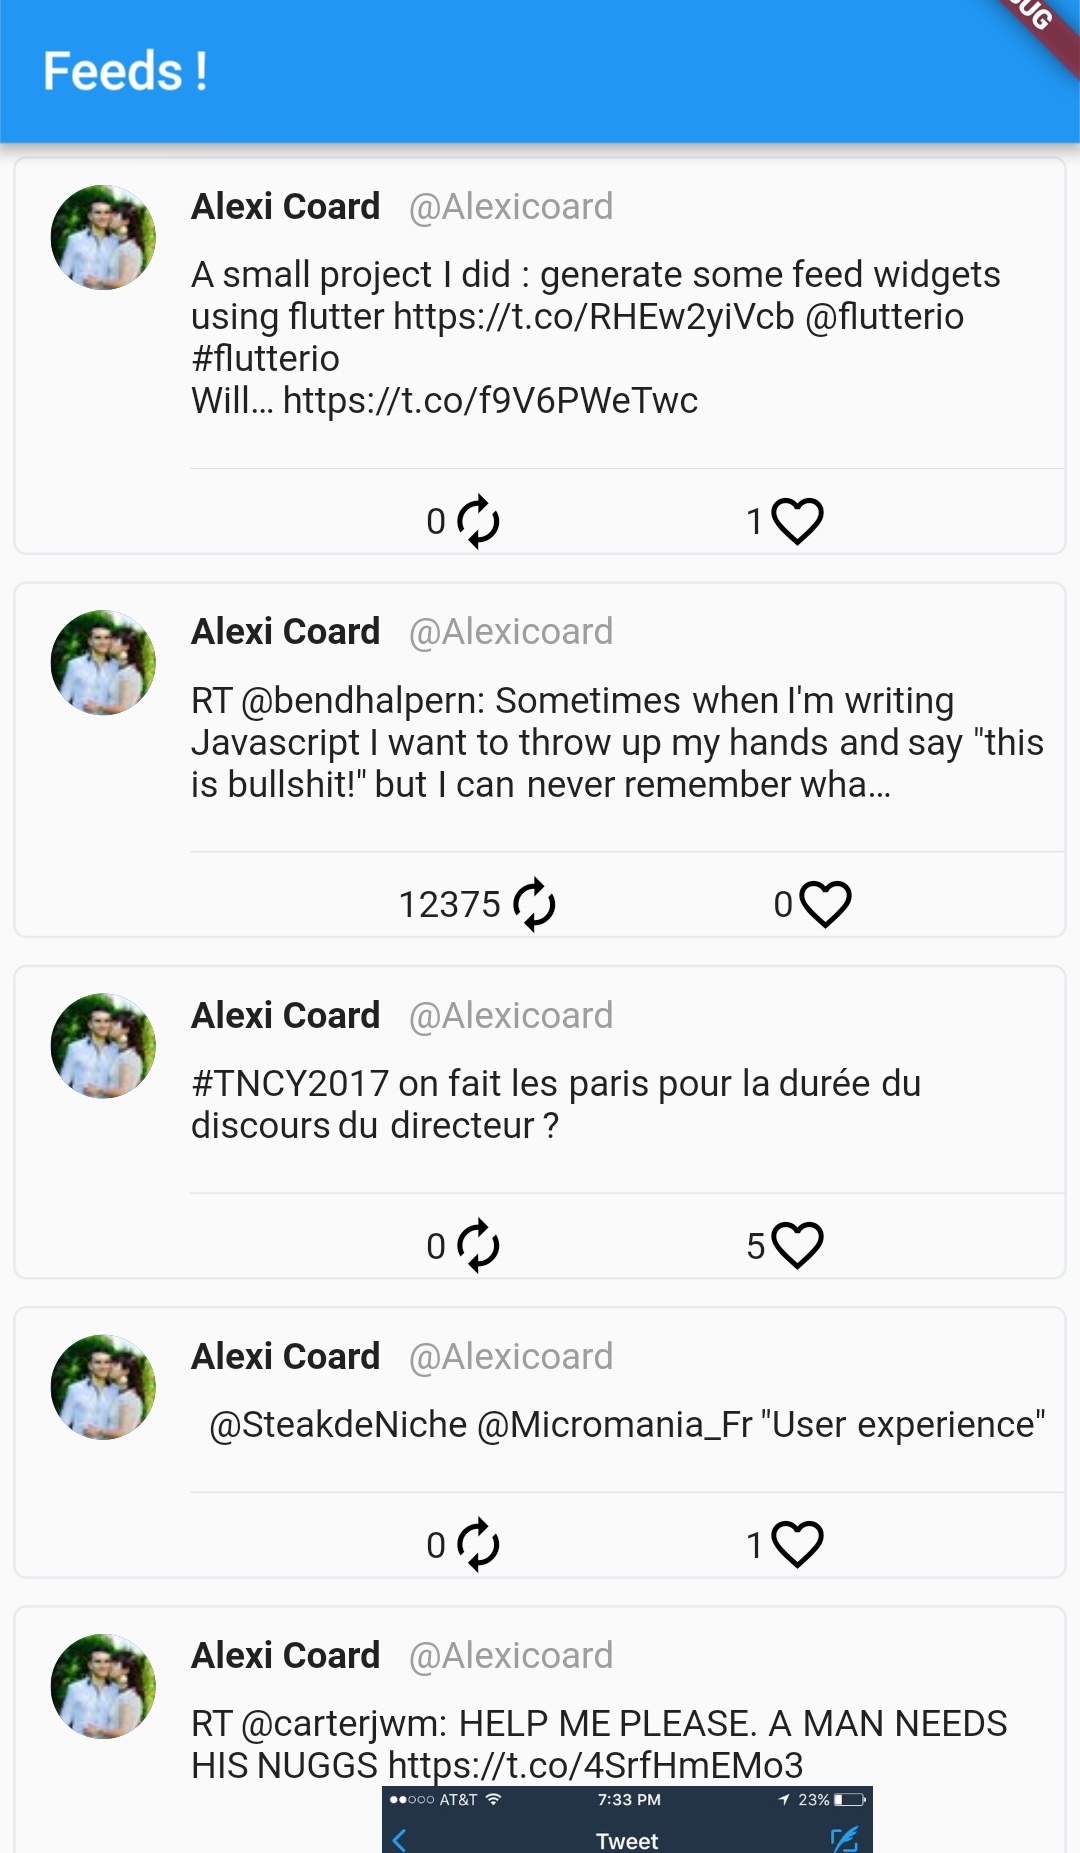 Feeds !
UG
Alexi Coard @Alexicoard
A small project I did : generate some feed widgets
using flutter https://t.co/RHEw2yiVcb @flutterio
#flutterio
Will... https://t.co/f9V6PWeTwc
0 1
Alexi Coard @Alexicoard
RT @bendhalpern: Sometimes when I'm writing
Javascript I want to throw up my hands and say "this
is bullshit!" but I can never remember wha...
12375 0
Alexi Coard @Alexicoard
#TNCY2017 on fait les paris pour la durée du
discours du directeur ?
0 5
Alexi Coard @Alexicoard
@SteakdeNiche @Micromania_Fr "User experience"
0 1
Alexi Coard @Alexicoard
RT @carterjwm: HELP ME PLEASE. A MAN NEEDS
HIS NUGGS https://t.co/4SrfHmEMo3
AT&T 7:33 PM 23%
Tweet